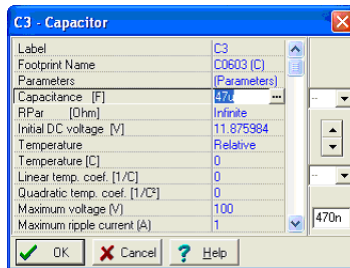 C3 - Capacitor
Label C3
Footprint Name C0603 (C)
Parameters (Parameters)
Capacitance [F] 47u ...
RPar [Ohm] Infinite
Initial DC voltage [V] 11.875984
Temperature Relative
Temperature [C] 0
Linear temp. coef. [1/C] 0
Quadratic temp. coef. [1/C²] 0
Maximum voltage (V) 100
Maximum ripple current (A) 1
470n
OK Cancel ? Help